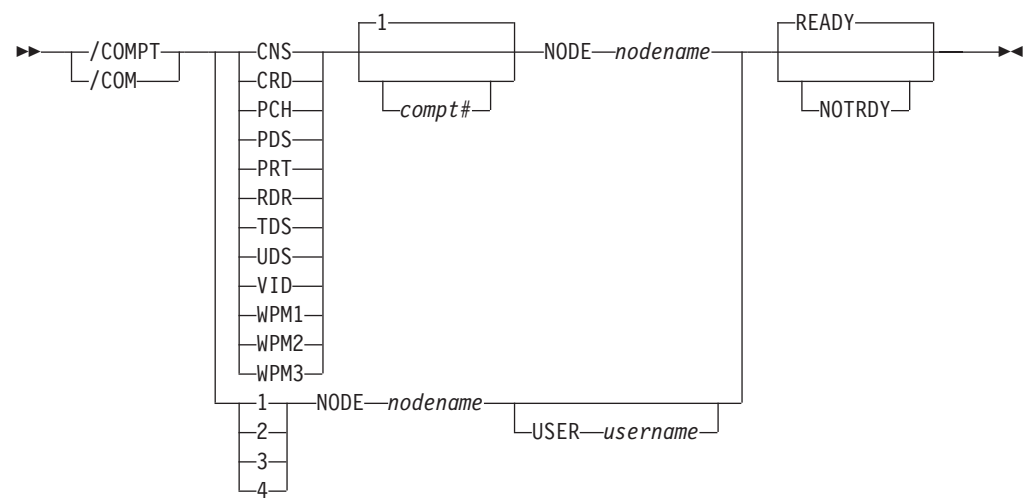 1 READY
/COMPT CNS NODE nodename
/COM CRD compt# NOTRDY
PCH
PDS
PRT
RDR
TDS
UDS
VID
WPM1
WPM2
WPM3
1 NODE nodename
2 USER username
3
4